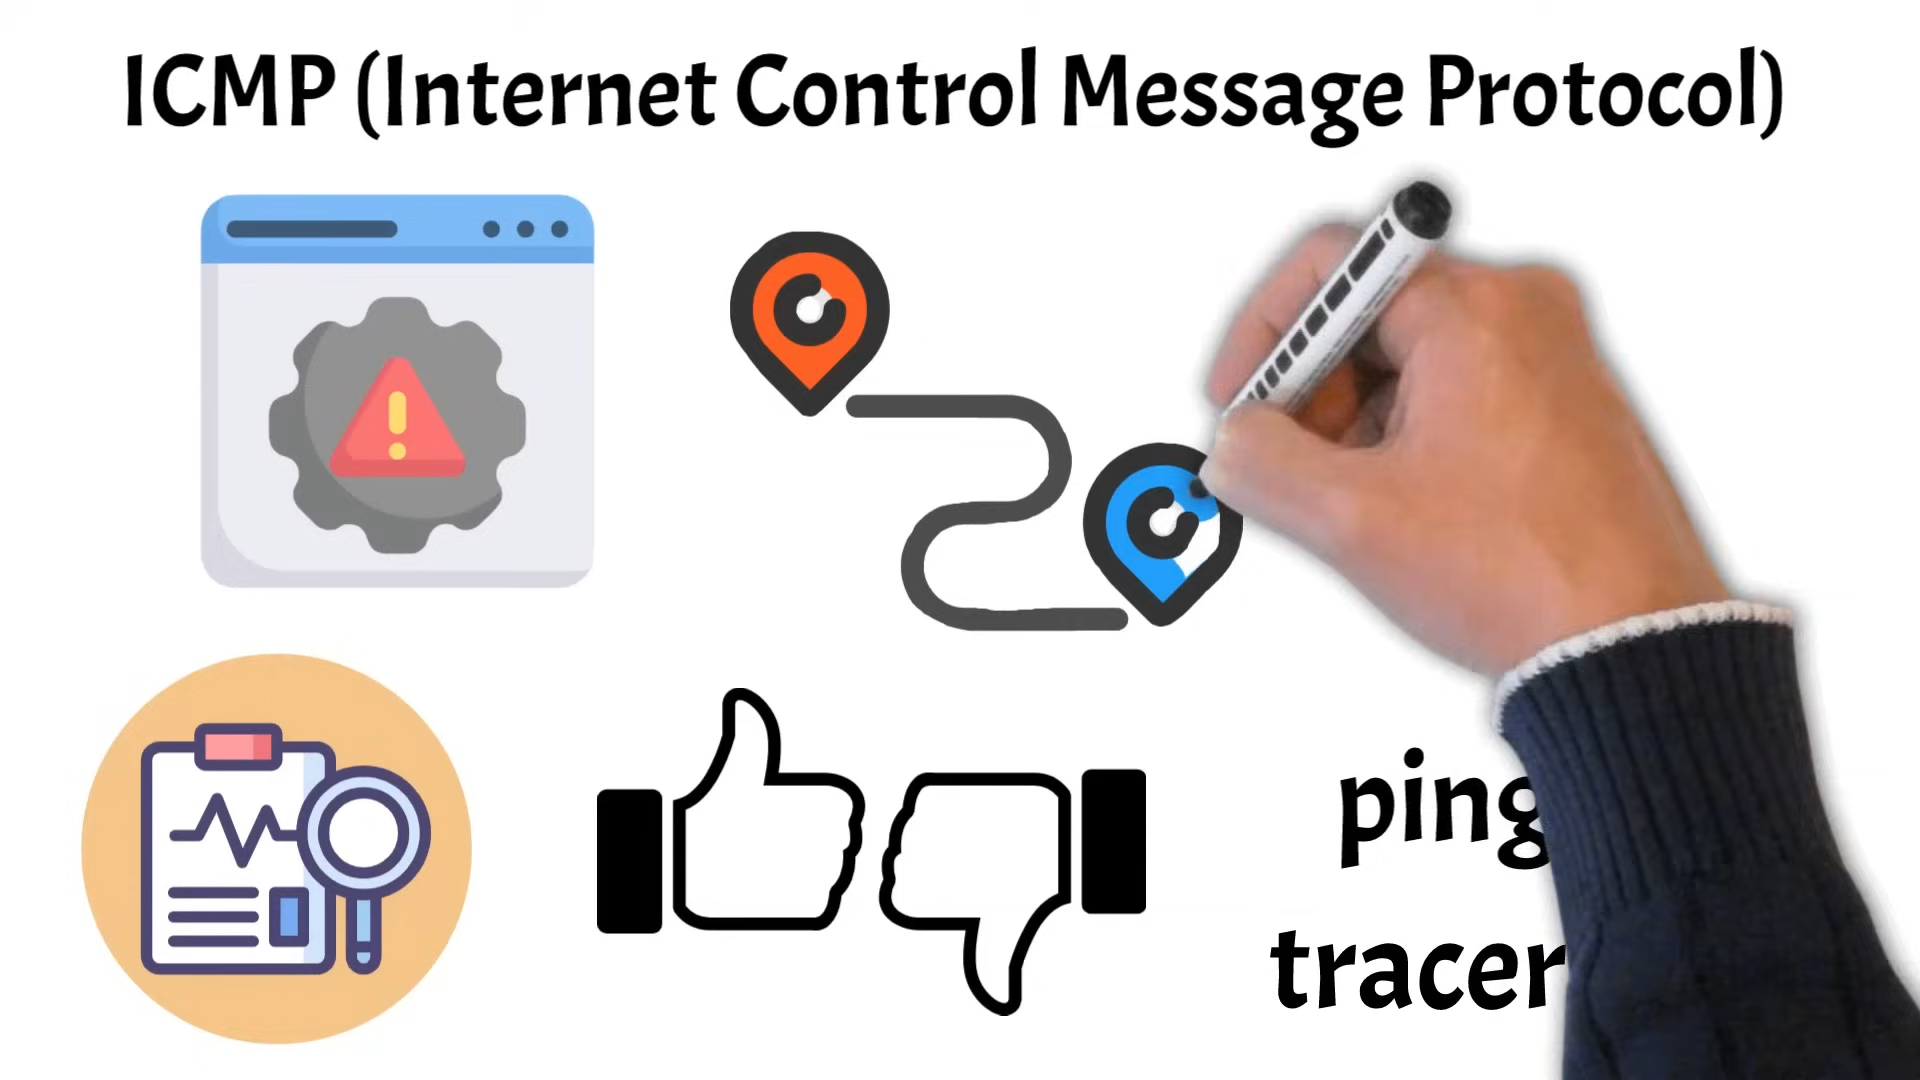 ICMP (Internet Control Message Protocol)
ping
tracer